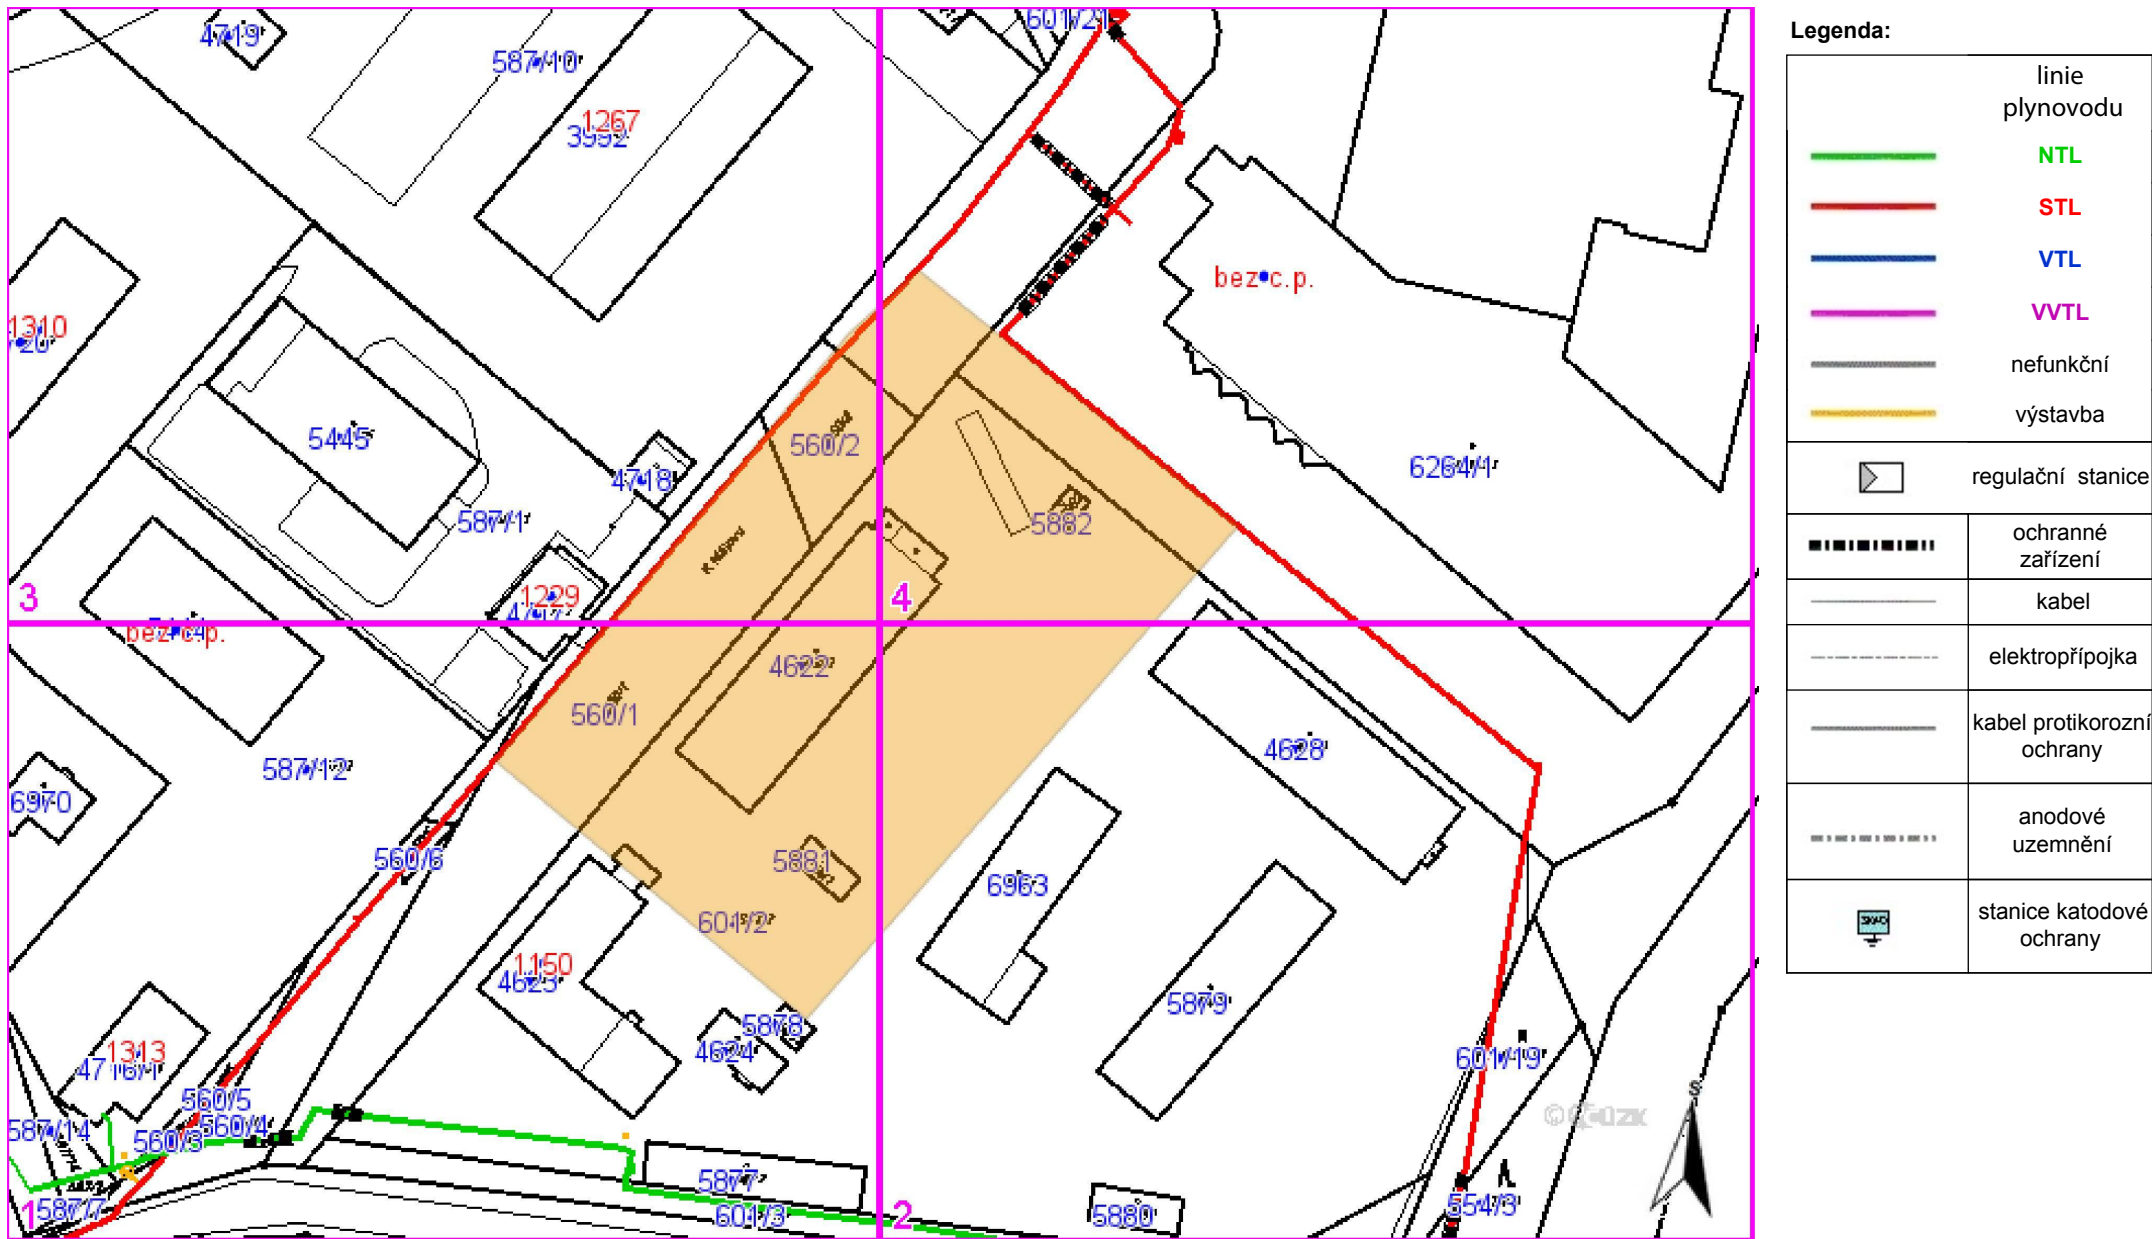 4719
587/10
1267
3992
601/21
1310
5445
4718
587/1
560/2
bez č.p.
6264/1
5882
3
1229
4
bez č.p.
4622
560/1
587/12
4628
6970
560/6
5881
6963
601/2
1150
4623
5879
5878
4624
1313
4716/1
601/19
560/5
560/4
587/14
560/3
5877
1
587/7
601/3
2
5880
554/3
S
Legenda:
linie
plynovodu
NTL
STL
VTL
VVTL
nefunkční
výstavba
regulační stanice
ochranné
zařízení
kabel
elektropřípojka
kabel protikorozní
ochrany
anodové
uzemnění
stanice katodové
ochrany